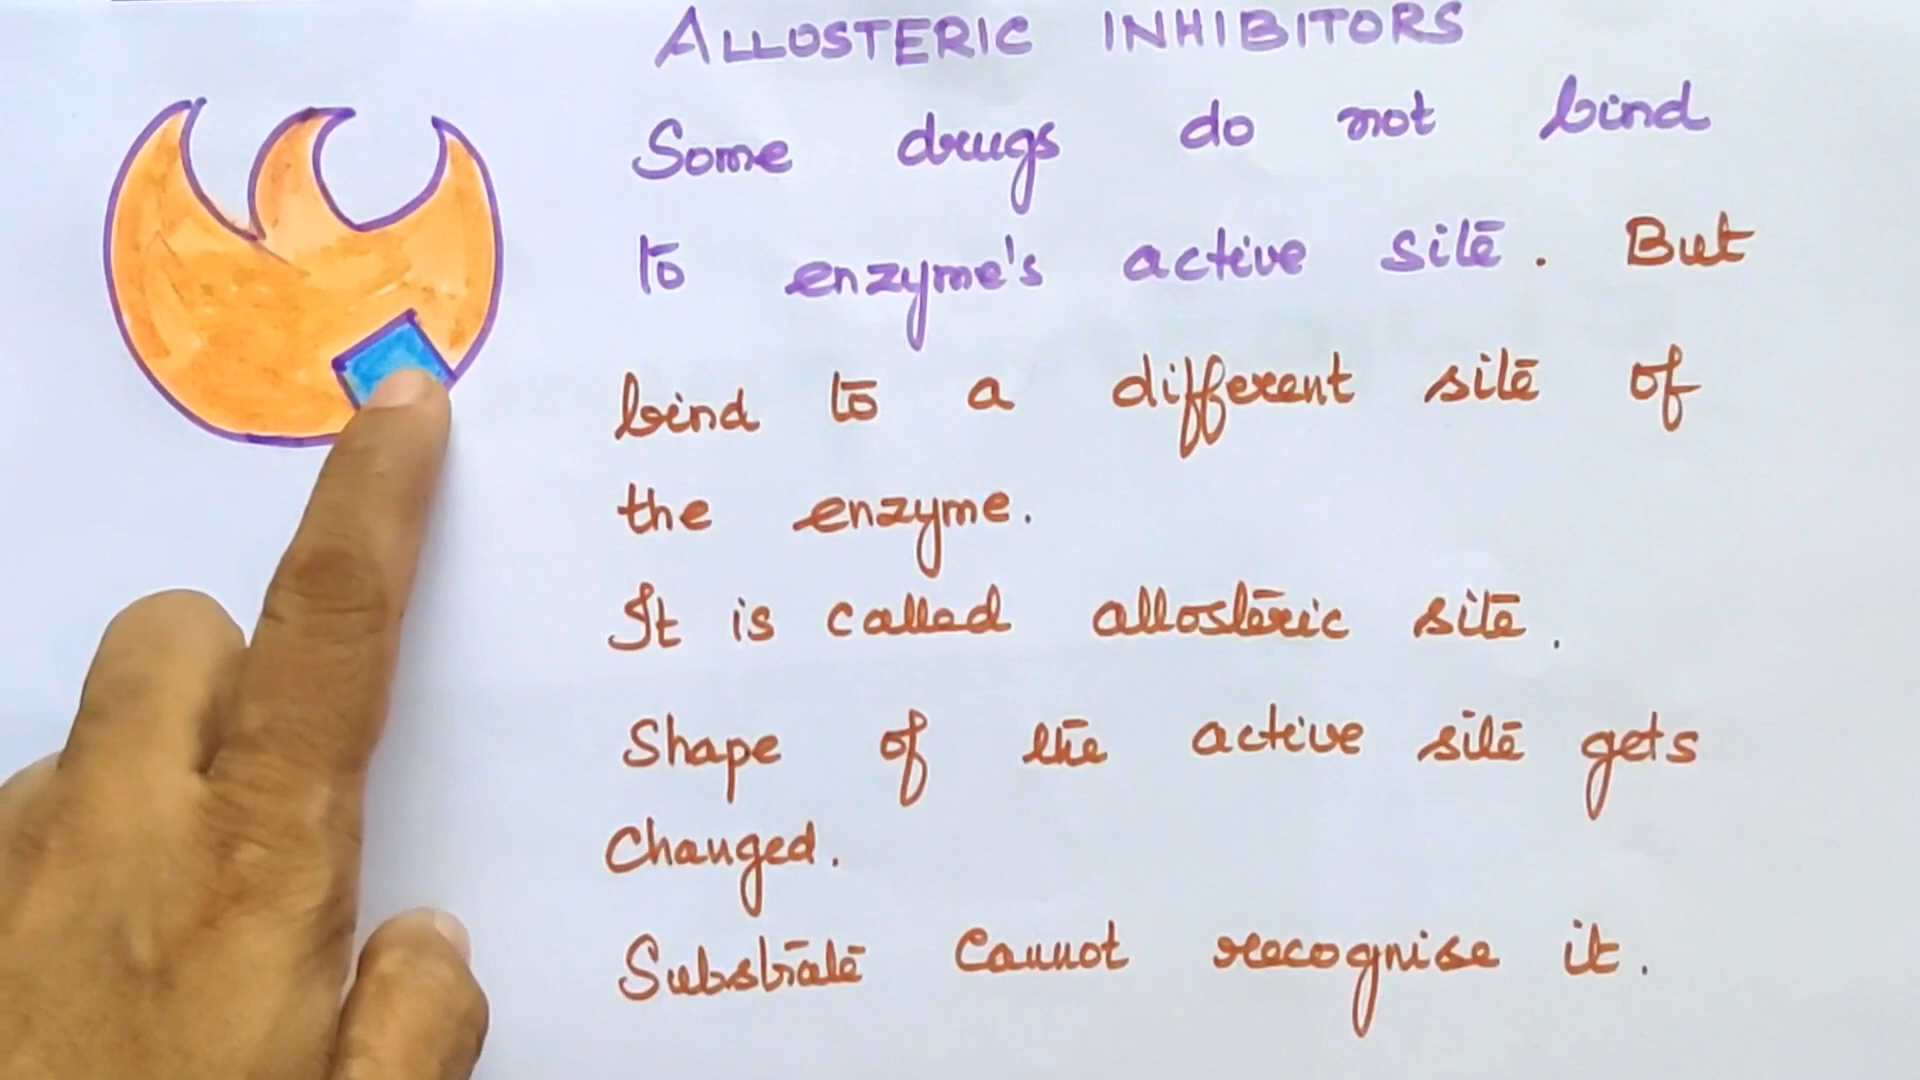 ALLOSTERIC INHIBITORS
Some drugs do not bind
to enzyme's active site. But
bind to a different site of
the enzyme.
It is called allosteric site.
Shape of the active site gets
changed.
Substrate cannot recognise it.